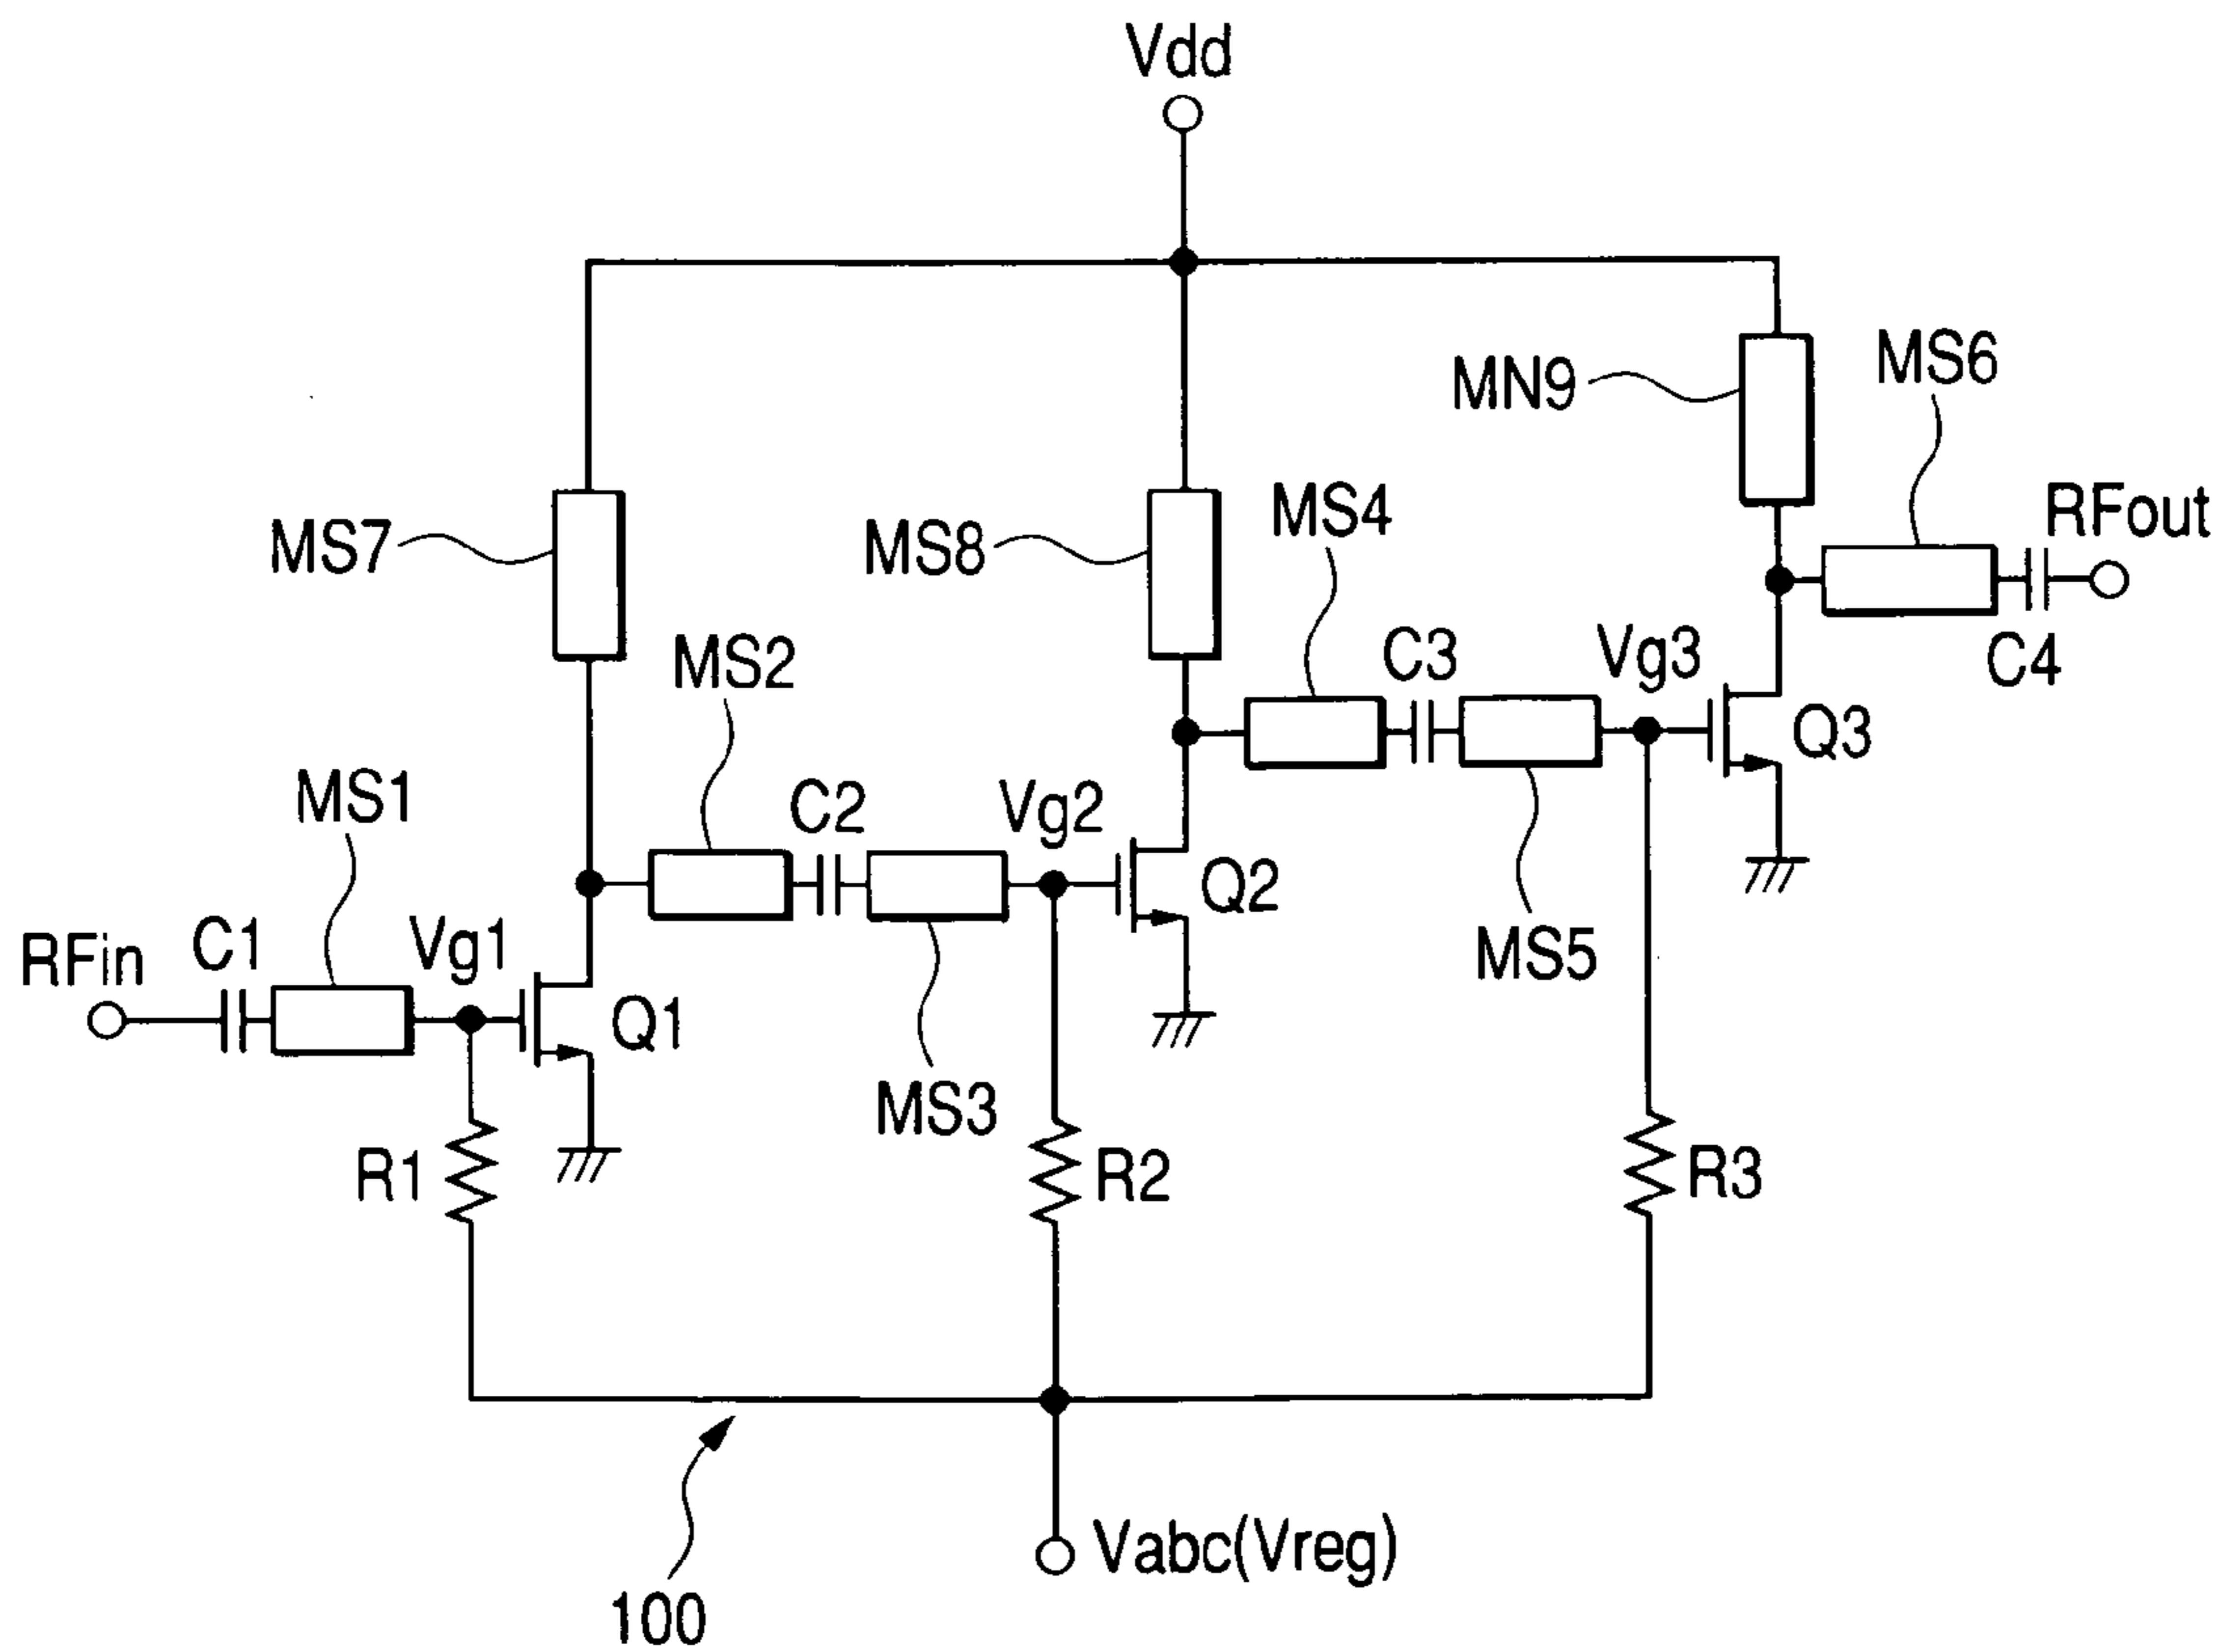 Vdd
MN9
MS6
MS7
MS8
MS4
RFout
MS2
C3
Vg3
C4
Q3
MS1
C2
Vg2
Q2
RFin
C1
Vg1
MS5
Q1
MS3
R1
R2
R3
Vabc(Vreg)
100